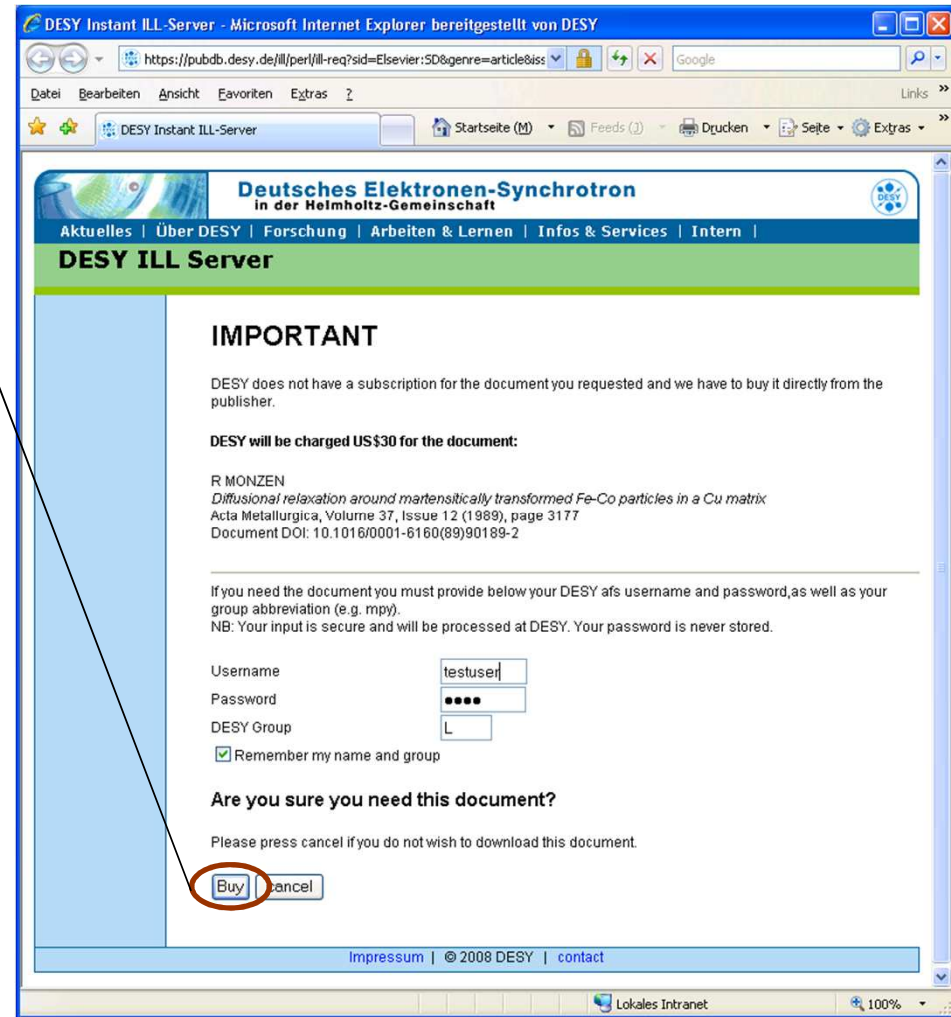 DESY Instant ILL-Server - Microsoft Internet Explorer bereitgestellt von DESY
https://pubdb.desy.de/ill/perl/ill-req?sid=Elsevier:SD&genre=article&iss
Google
Datei Bearbeiten Ansicht Favoriten Extras ? Links »
DESY Instant ILL-Server Startseite (M) Feeds (J) Drucken Seite Extras »
Deutsches Elektronen-Synchrotron
in der Helmholtz-Gemeinschaft
DESY
Aktuelles | Über DESY | Forschung | Arbeiten & Lernen | Infos & Services | Intern |
DESY ILL Server
IMPORTANT
DESY does not have a subscription for the document you requested and we have to buy it directly from the
publisher.
DESY will be charged US$30 for the document:
R MONZEN
Diffusional relaxation around martensitically transformed Fe-Co particles in a Cu matrix
Acta Metallurgica, Volume 37, Issue 12 (1989), page 3177
Document DOI: 10.1016/0001-6160(89)90189-2
If you need the document you must provide below your DESY afs username and password,as well as your
group abbreviation (e.g. mpy).
NB: Your input is secure and will be processed at DESY. Your password is never stored.
Username testuser
Password ●●●●
DESY Group L
Remember my name and group
Are you sure you need this document?
Please press cancel if you do not wish to download this document.
Buy cancel
Impressum | © 2008 DESY | contact
Lokales Intranet 100%